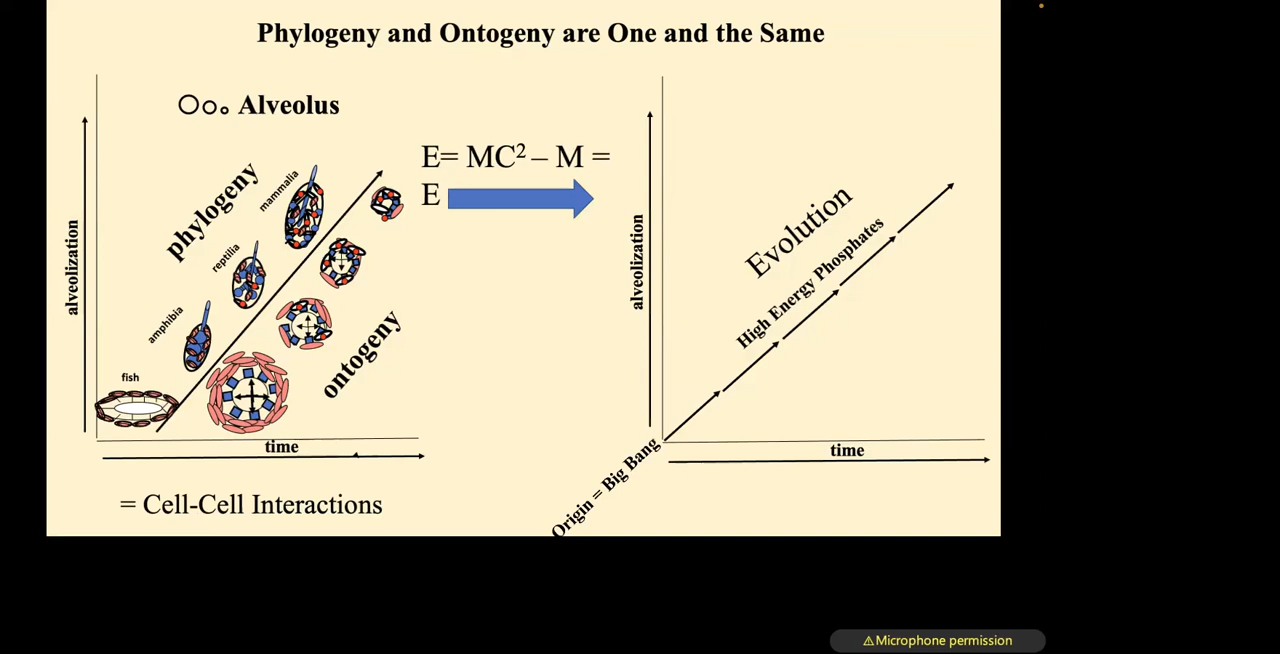 Phylogeny and Ontogeny are One and the Same
Alveolus
E= MC² – M =
E
phylogeny
mammalia
reptilia
amphibia
fish
ontogeny
alveolization
time
= Cell-Cell Interactions
alveolization
Evolution
High Energy Phosphates
Origin = Big Bang
time
⚠Microphone permission